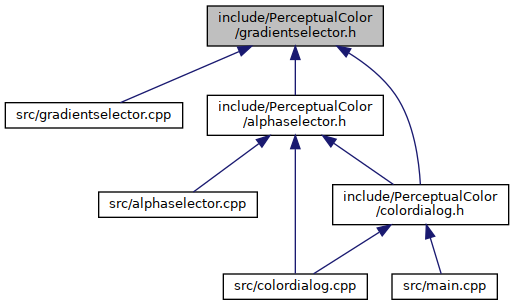 include/PerceptualColor
/gradientselector.h
src/gradientselector.cpp
include/PerceptualColor
/alphaselector.h
src/alphaselector.cpp
include/PerceptualColor
/colordialog.h
src/colordialog.cpp
src/main.cpp